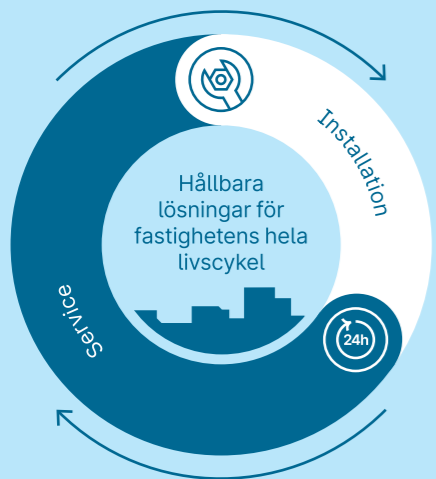 Installation
Hållbara
lösningar för
fastighetens hela
livscykel
Service
24h